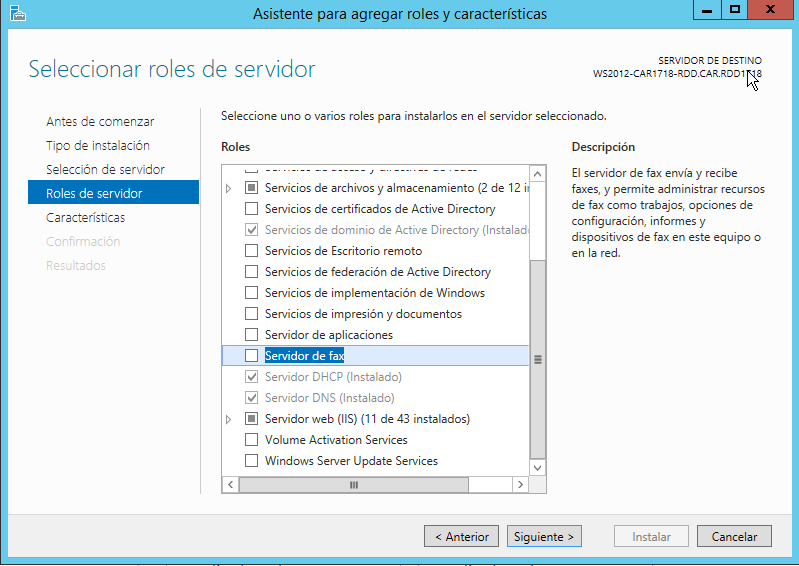 Asistente para agregar roles y características
Seleccionar roles de servidor
SERVIDOR DE DESTINO
WS2012-CAR1718-RDD.CAR.RDD1718
Antes de comenzar
Tipo de instalación
Selección de servidor
Roles de servidor
Características
Confirmación
Resultados
Seleccione uno o varios roles para instalarlos en el servidor seleccionado.
Roles
Servicios de archivos y almacenamiento (2 de 12 in
Servicios de certificados de Active Directory
Servicios de dominio de Active Directory (Instalado
Servicios de Escritorio remoto
Servicios de federación de Active Directory
Servicios de implementación de Windows
Servicios de impresión y documentos
Servidor de aplicaciones
Servidor de fax
Servidor DHCP (Instalado)
Servidor DNS (Instalado)
Servidor web (IIS) (11 de 43 instalados)
Volume Activation Services
Windows Server Update Services
Descripción
El servidor de fax envía y recibe
faxes, y permite administrar recursos
de fax como trabajos, opciones de
configuración, informes y
dispositivos de fax en este equipo o
en la red.
< Anterior
Siguiente >
Instalar
Cancelar